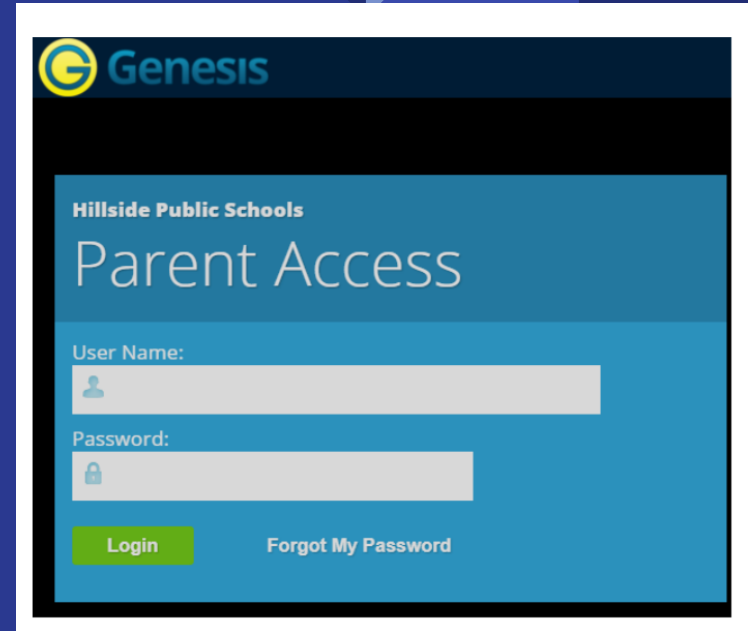 Genesis
Hillside Public Schools
Parent Access
User Name:
Password:
Login Forgot My Password